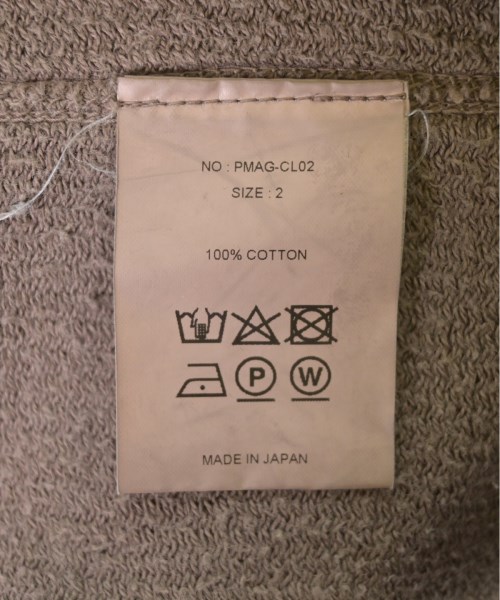 NO : PMAG-CL02
SIZE : 2
100% COTTON
P W
MADE IN JAPAN